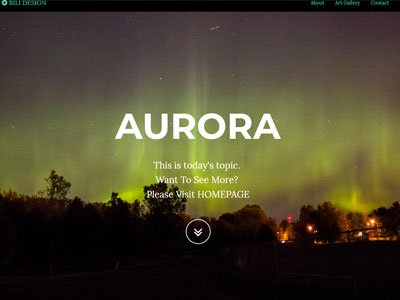 BILI DESIGN
About Art Gallery Contact
AURORA
This is today's topic.
Want To See More?
Please Visit HOMEPAGE